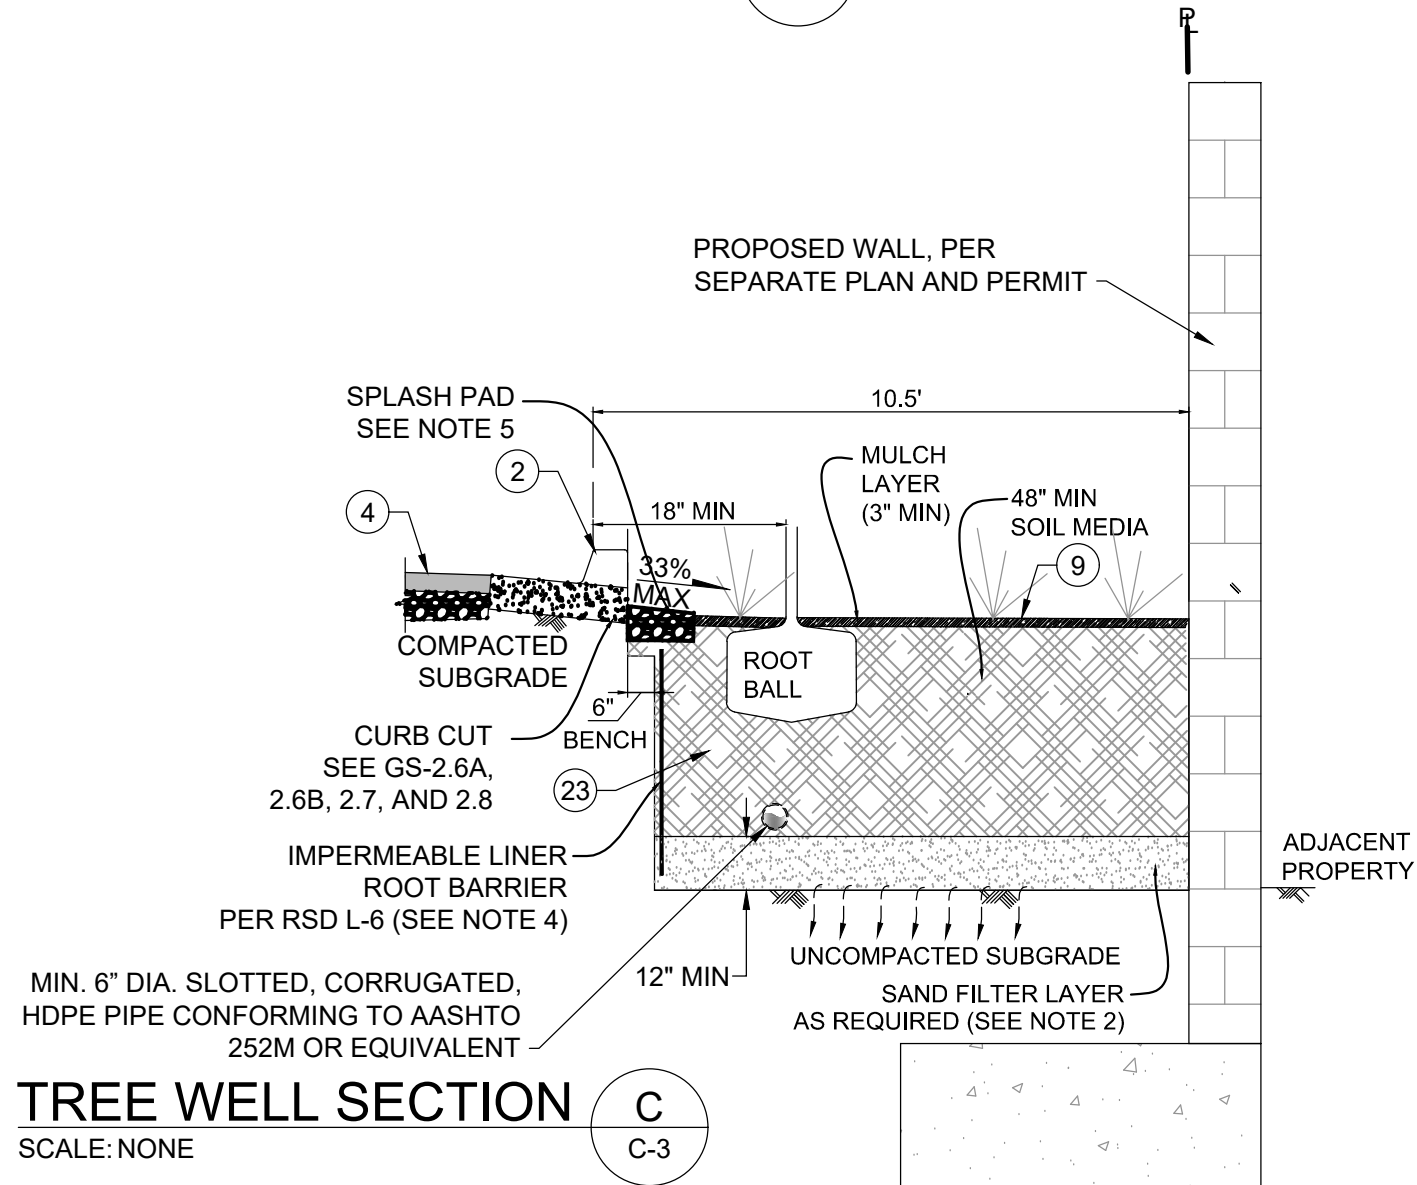 PL
PROPOSED WALL, PER
SEPARATE PLAN AND PERMIT
10.5'
SPLASH PAD
SEE NOTE 5
2
4
18" MIN
MULCH
LAYER
(3" MIN)
48" MIN
SOIL MEDIA
9
33%
MAX
COMPACTED
SUBGRADE
ROOT
BALL
6"
BENCH
CURB CUT
SEE GS-2.6A,
2.6B, 2.7, AND 2.8
23
IMPERMEABLE LINER
ROOT BARRIER
PER RSD L-6 (SEE NOTE 4)
ADJACENT
PROPERTY
UNCOMPACTED SUBGRADE
12" MIN
SAND FILTER LAYER
AS REQUIRED (SEE NOTE 2)
MIN. 6” DIA. SLOTTED, CORRUGATED,
HDPE PIPE CONFORMING TO AASHTO
252M OR EQUIVALENT
TREE WELL SECTION
SCALE: NONE
C
C-3